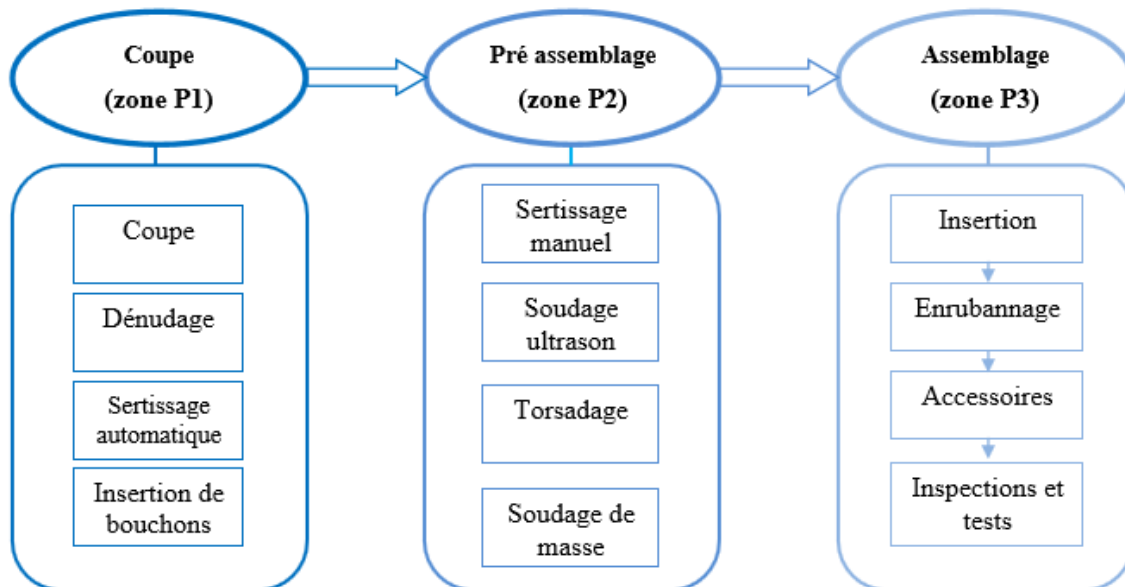 Coupe
(zone P1)
Pré assemblage
(zone P2)
Assemblage
(zone P3)
Coupe
Dénudage
Sertissage
automatique
Insertion de
bouchons
Sertissage
manuel
Soudage
ultrason
Torsadage
Soudage de
masse
Insertion
Enrubannage
Accessoires
Inspections et
tests